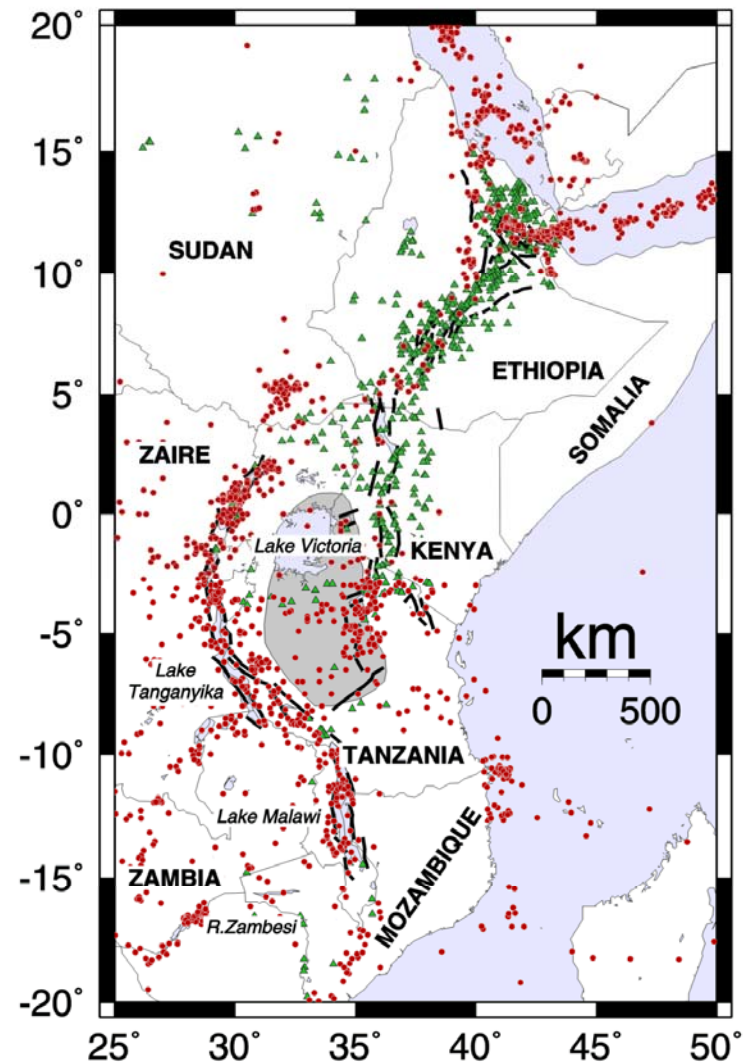 20°
15°
SUDAN
10°
ETHIOPIA
SOMALIA
5°
ZAIRE
0°
Lake Victoria
KENYA
km
-5°
0 500
Lake
Tanganyika
TANZANIA
-10°
Lake Malawi
MOZAMBIQUE
-15°
ZAMBIA
R.Zambesi
-20°
25° 30° 35° 40° 45° 50°